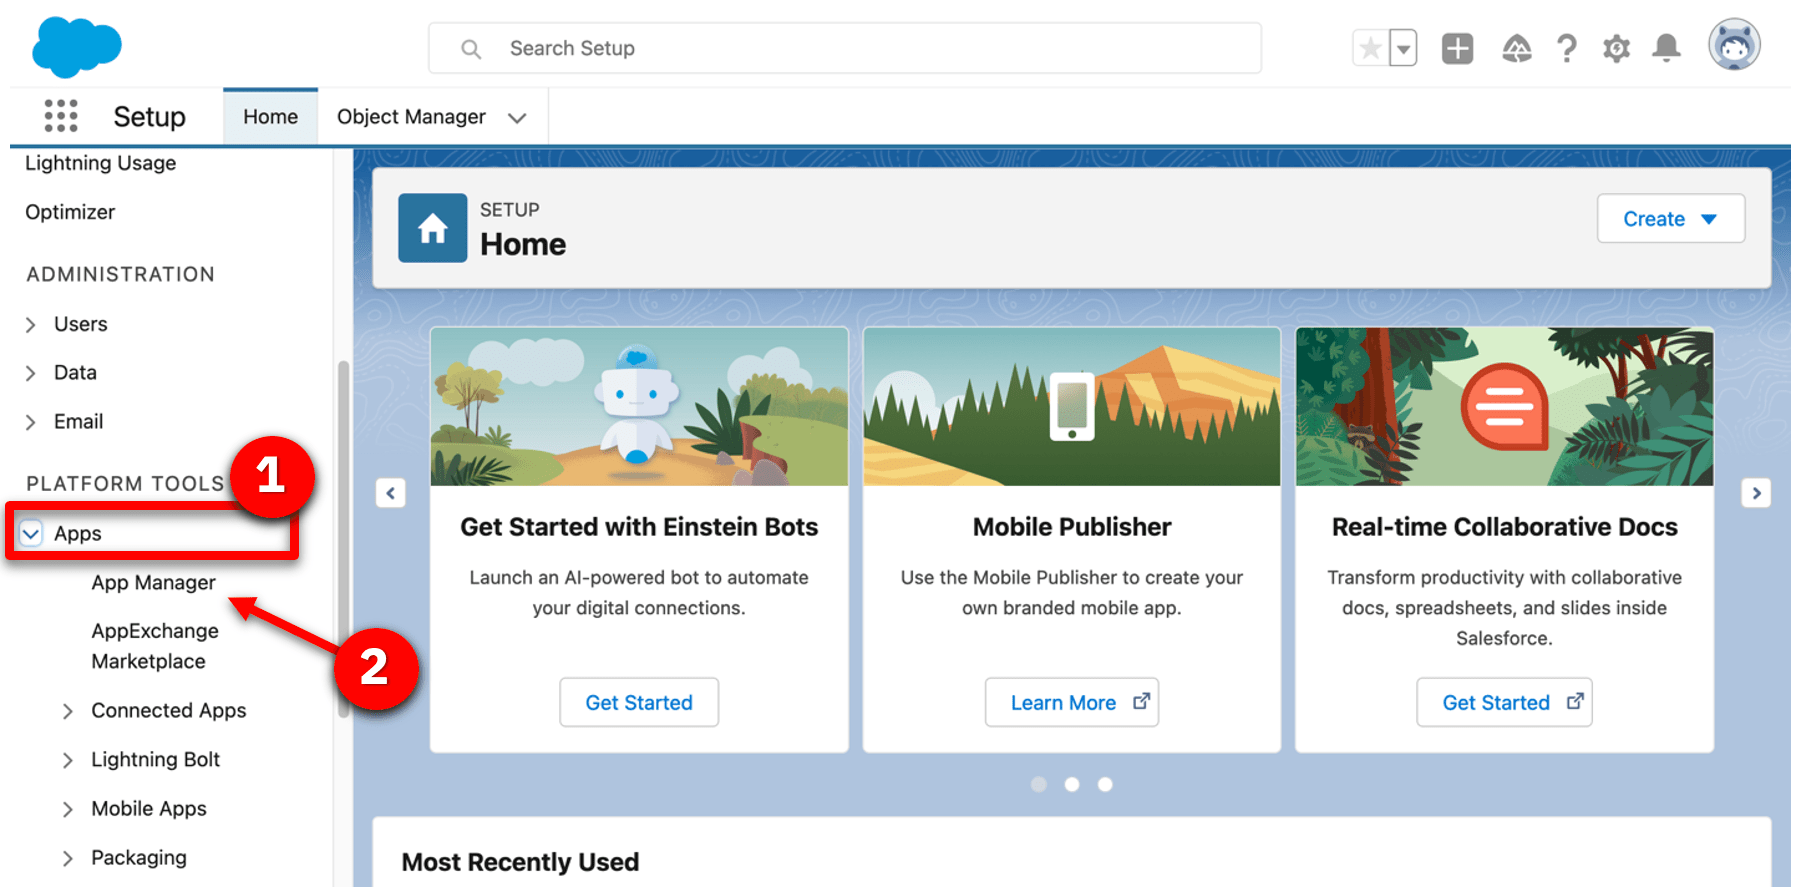 Search Setup
Setup
Home
Object Manager
Lightning Usage
Optimizer
ADMINISTRATION
Users
Data
Email
PLATFORM TOOLS
1
Apps
App Manager
AppExchange
Marketplace
2
Connected Apps
Lightning Bolt
Mobile Apps
Packaging
SETUP
Home
Create
Get Started with Einstein Bots
Launch an AI-powered bot to automate
your digital connections.
Get Started
Mobile Publisher
Use the Mobile Publisher to create your
own branded mobile app.
Learn More
Real-time Collaborative Docs
Transform productivity with collaborative
docs, spreadsheets, and slides inside
Salesforce.
Get Started
Most Recently Used